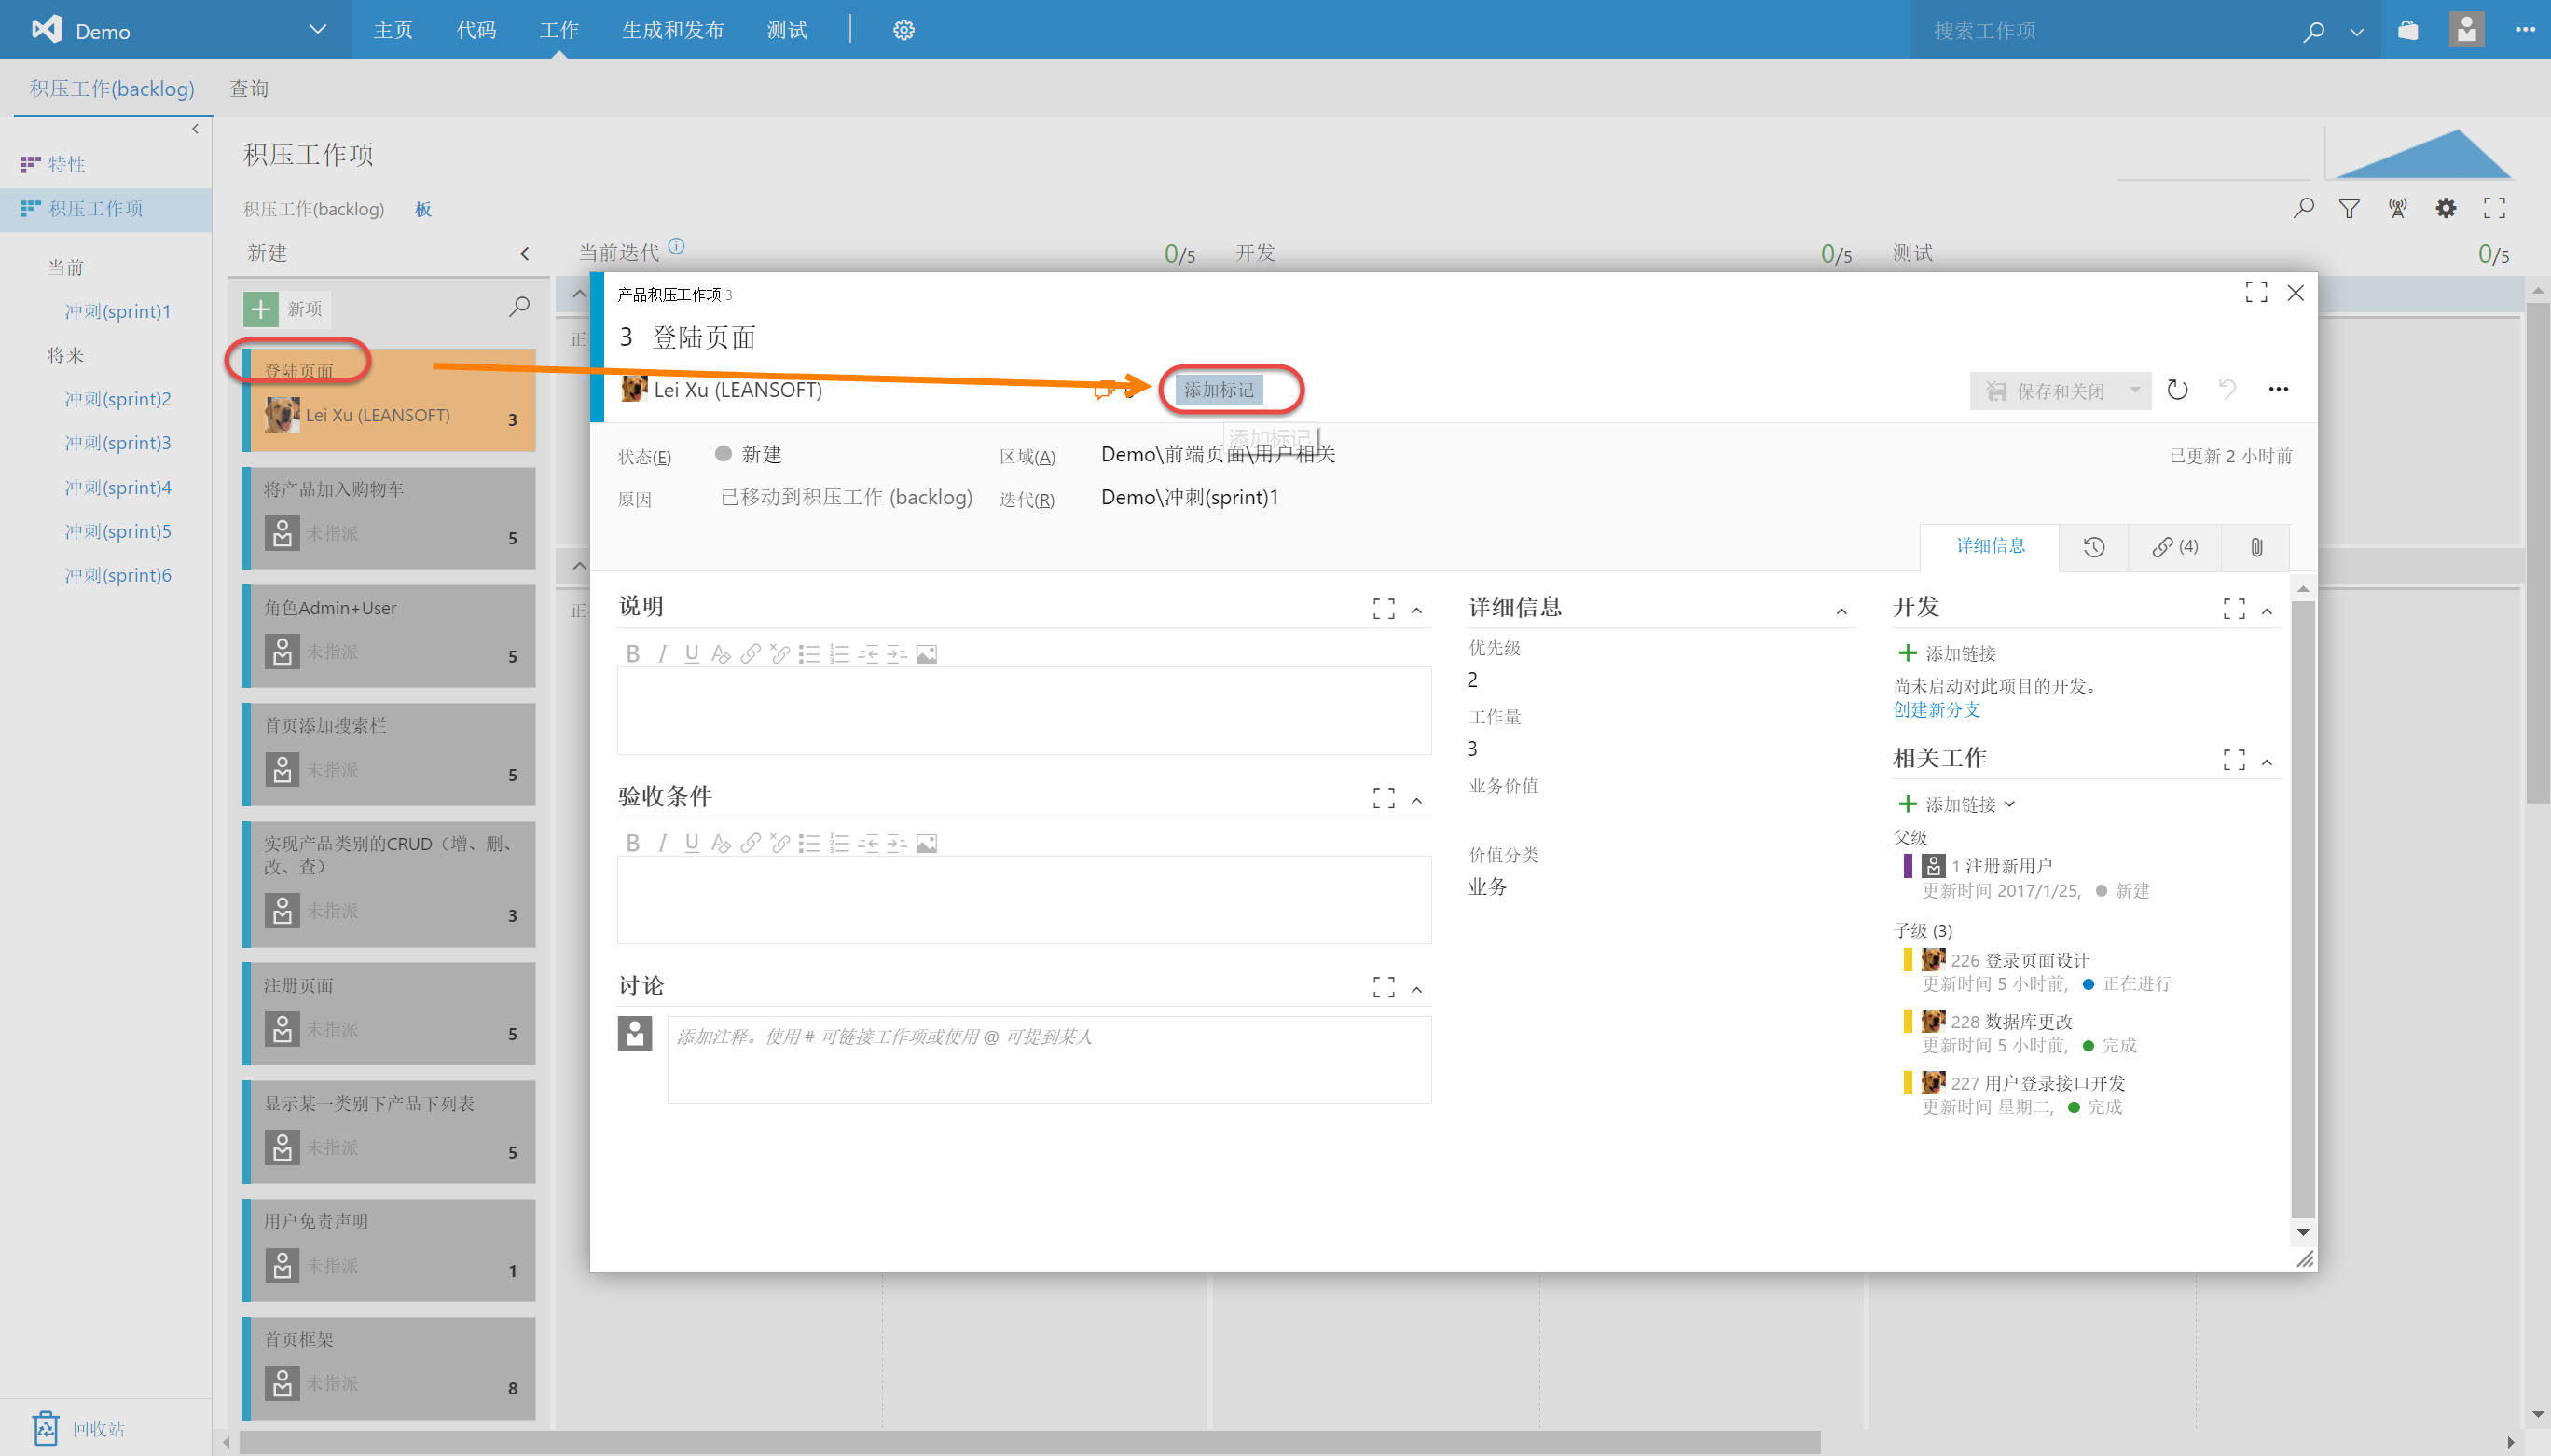 Demo
主页 代码 工作 生成和发布 测试
搜索工作项
积压工作(backlog) 查询
特性
积压工作项
当前
冲刺(sprint)1
将来
冲刺(sprint)2
冲刺(sprint)3
冲刺(sprint)4
冲刺(sprint)5
冲刺(sprint)6
回收站
积压工作项
积压工作(backlog) 板
新建
当前迭代 0/5
开发 0/5
测试 0/5
新项
登陆页面
Lei Xu (LEANSOFT) 3
将产品加入购物车
未指派 5
角色Admin+User
未指派 5
首页添加搜索栏
未指派 5
实现产品类别的CRUD（增、删、
改、查）
未指派 3
注册页面
未指派 5
显示某一类别下产品下列表
未指派 5
用户免责声明
未指派 1
首页框架
未指派 8
正
正
产品积压工作项 3
3 登陆页面
Lei Xu (LEANSOFT)
添加标记
保存和关闭
添加标记
状态(E) 新建
区域(A) Demo\前端页面\用户相关
已更新 2 小时前
原因 已移动到积压工作 (backlog)
迭代(R) Demo\冲刺(sprint)1
详细信息
(4)
说明
验收条件
讨论
添加注释。使用 # 可链接工作项或使用 @ 可提到某人
详细信息
优先级
2
工作量
3
业务价值
价值分类
业务
开发
添加链接
尚未启动对此项目的开发。
创建新分支
相关工作
添加链接
父级
1 注册新用户
更新时间 2017/1/25, 新建
子级 (3)
226 登录页面设计
更新时间 5 小时前, 正在进行
228 数据库更改
更新时间 5 小时前, 完成
227 用户登录接口开发
更新时间 星期二, 完成